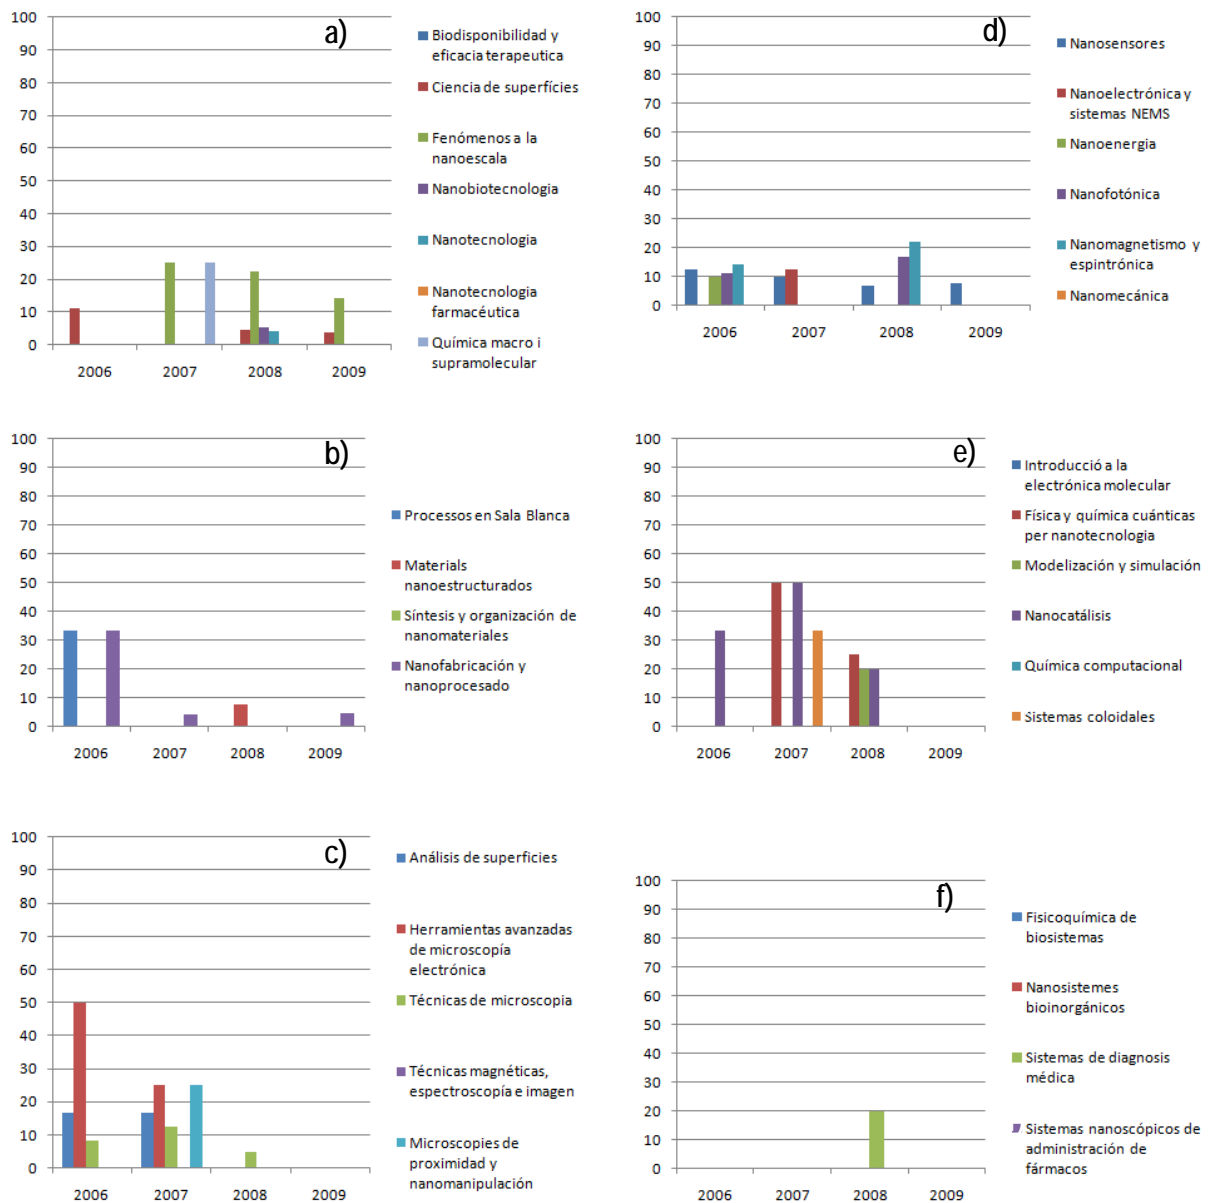 a)
100
90
80
70
60
50
40
30
20
10
0
2006 2007 2008 2009
Biodisponibilidad y
eficacia terapeutica
Ciencia de superfícies
Fenómenos a la
nanoescala
Nanobiotecnologia
Nanotecnologia
Nanotecnologia
farmacéutica
Química macro i
supramolecular
d)
100
90
80
70
60
50
40
30
20
10
0
2006 2007 2008 2009
Nanosensores
Nanoelectrónica y
sistemas NEMS
Nanoenergia
Nanofotónica
Nanomagnetismo y
espintrónica
Nanomecánica
b)
100
90
80
70
60
50
40
30
20
10
0
2006 2007 2008 2009
Processos en Sala Blanca
Materials
nanoestructurados
Síntesis y organización de
nanomateriales
Nanofabricación y
nanoprocesado
e)
100
90
80
70
60
50
40
30
20
10
0
2006 2007 2008 2009
Introducció a la
electrónica molecular
Física y química cuánticas
per nanotecnologia
Modelización y simulación
Nanocatálisis
Química computacional
Sistemas coloidales
c)
100
90
80
70
60
50
40
30
20
10
0
2006 2007 2008 2009
Análisis de superficies
Herramientas avanzadas
de microscopía
electrónica
Técnicas de microscopia
Técnicas magnéticas,
espectroscopía e imagen
Microscopies de
proximidad y
nanomanipulación
f)
100
90
80
70
60
50
40
30
20
10
0
2006 2007 2008 2009
Fisicoquímica de
biosistemas
Nanosistemes
bioinorgánicos
Sistemas de diagnosis
médica
Sistemas nanoscópicos de
administración de
fármacos